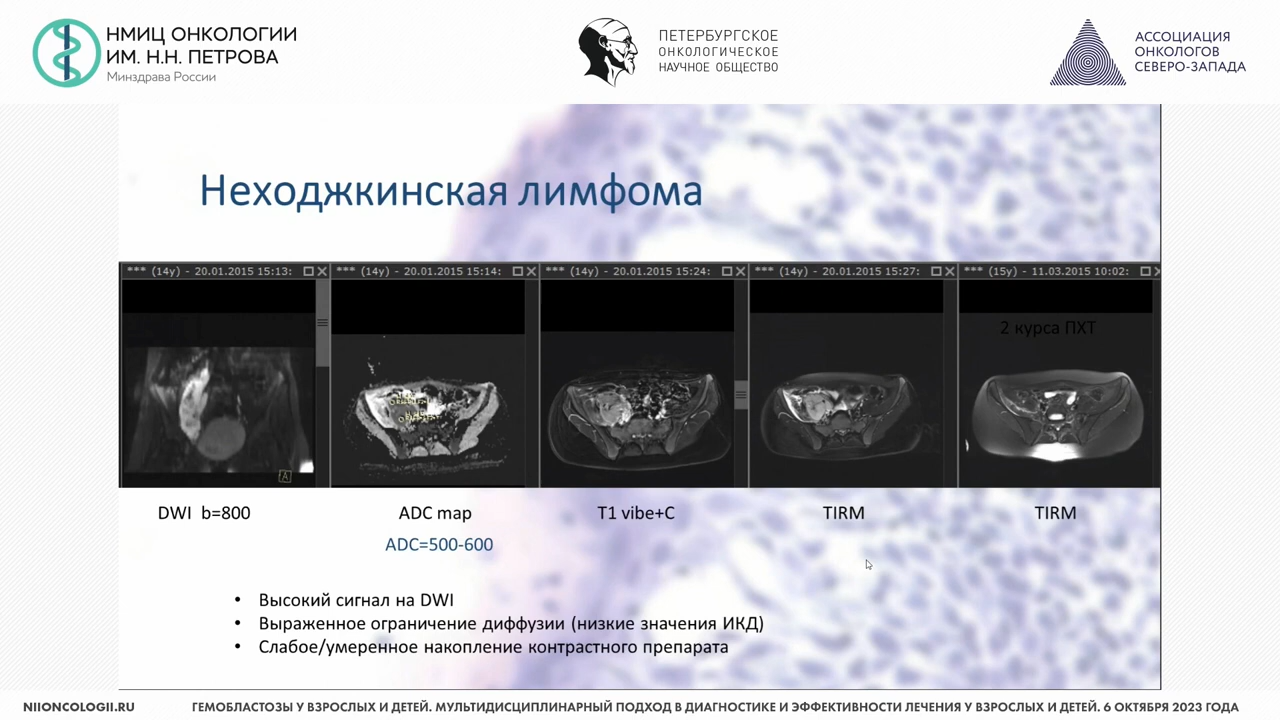 НМИЦ ОНКОЛОГИИ
ИМ. Н.Н. ПЕТРОВА
Минздрава России
ПЕТЕРБУРГСКОЕ
ОНКОЛОГИЧЕСКОЕ
НАУЧНОЕ ОБЩЕСТВО
АССОЦИАЦИЯ
ОНКОЛОГОВ
СЕВЕРО-ЗАПАДА
Неходжкинская лимфома
*** (14y) - 20.01.2015 15:13:
*** (14y) - 20.01.2015 15:14:
*** (14y) - 20.01.2015 15:24:
*** (14y) - 20.01.2015 15:27:
*** (15y) - 11.03.2015 10:02:
2 курса ПХТ
A
DWI b=800
ADC map
T1 vibe+C
TIRM
TIRM
ADC=500-600
• Высокий сигнал на DWI
• Выраженное ограничение диффузии (низкие значения ИКД)
• Слабое/умеренное накопление контрастного препарата
NIIONCOLOGII.RU
ГЕМОБЛАСТОЗЫ У ВЗРОСЛЫХ И ДЕТЕЙ. МУЛЬТИДИСЦИПЛИНАРНЫЙ ПОДХОД В ДИАГНОСТИКЕ И ЭФФЕКТИВНОСТИ ЛЕЧЕНИЯ У ВЗРОСЛЫХ И ДЕТЕЙ. 6 ОКТЯБРЯ 2023 ГОДА